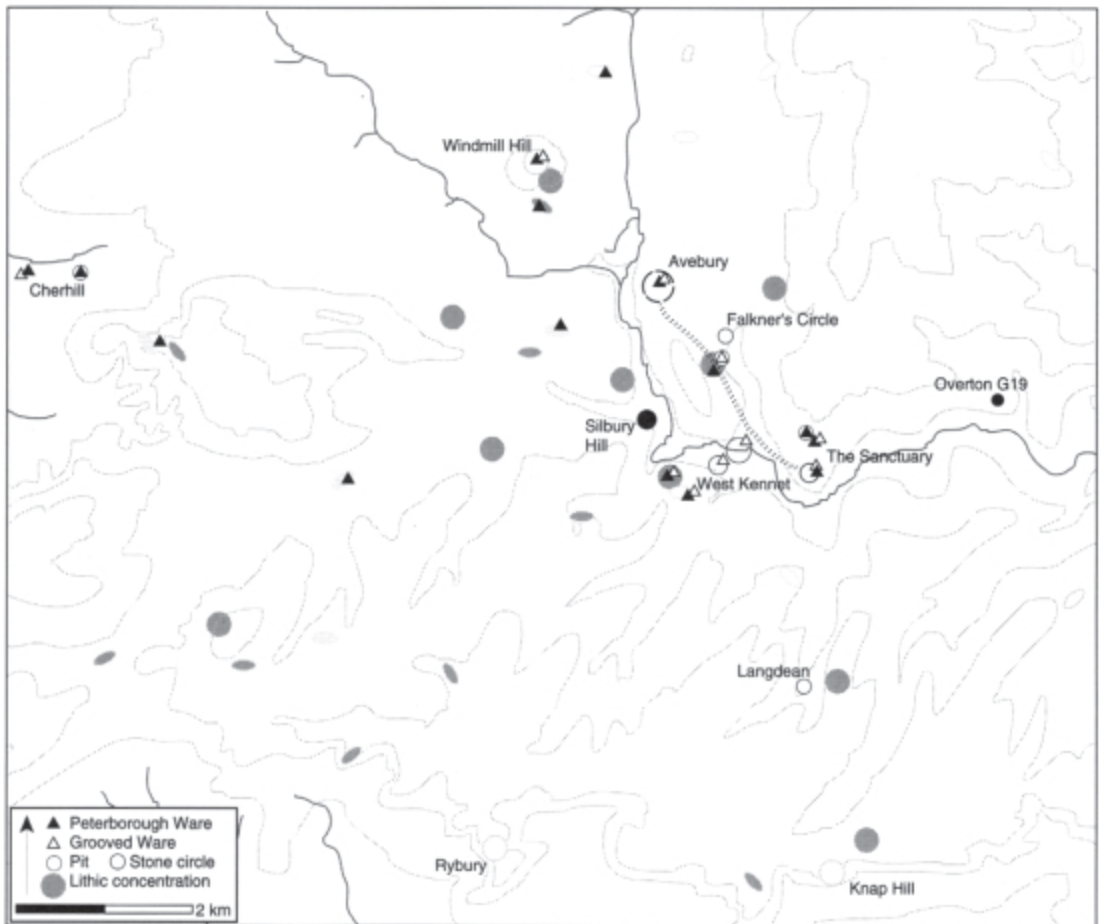 Windmill Hill
Avebury
Cherhill
Falkner's Circle
Overton G19
Silbury
Hill
The Sanctuary
West Kennet
Langdean
Peterborough Ware
Grooved Ware
Pit Stone circle
Lithic concentration
2 km
Rybury
Knap Hill